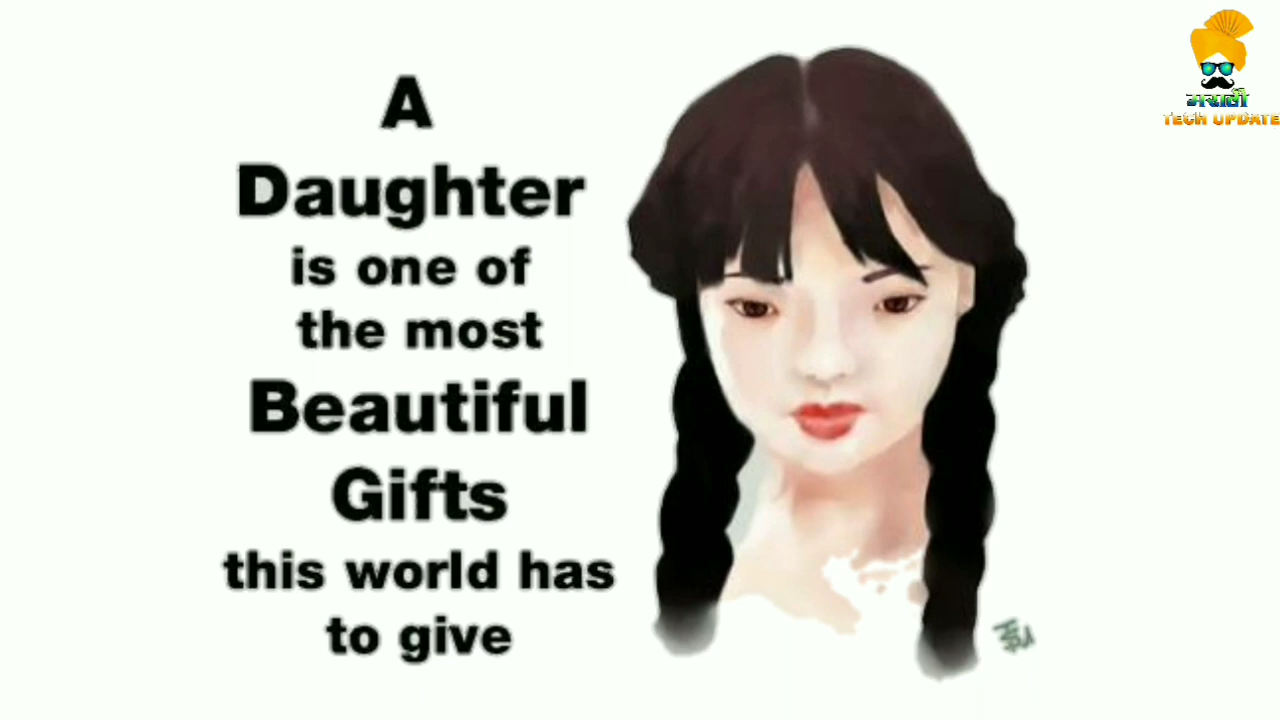 A
Daughter
is one of
the most
Beautiful
Gifts
this world has
to give
मराठी
TECH UPDATE